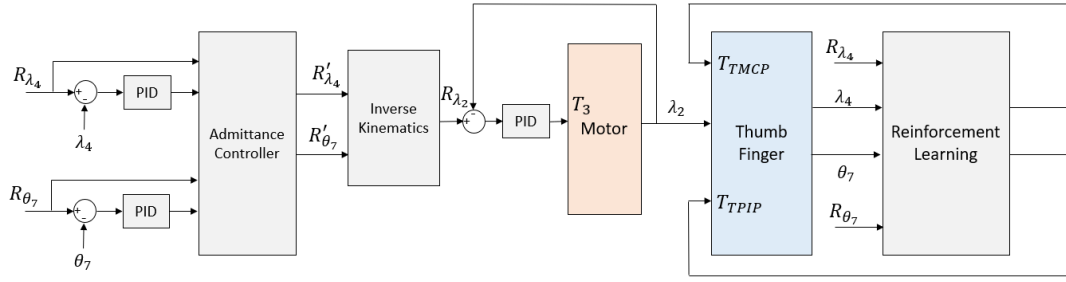 R_{λ_4}
+
-
PID
λ_4
R_{θ_7}
+
-
PID
θ_7
Admittance
Controller
R'_{λ_4}
R'_{θ_7}
Inverse
Kinematics
R_{λ_2}
+
-
PID
T_3
Motor
λ_2
T_{TMCP}
Thumb
Finger
T_{TPIP}
R_{λ_4}
λ_4
θ_7
R_{θ_7}
Reinforcement
Learning